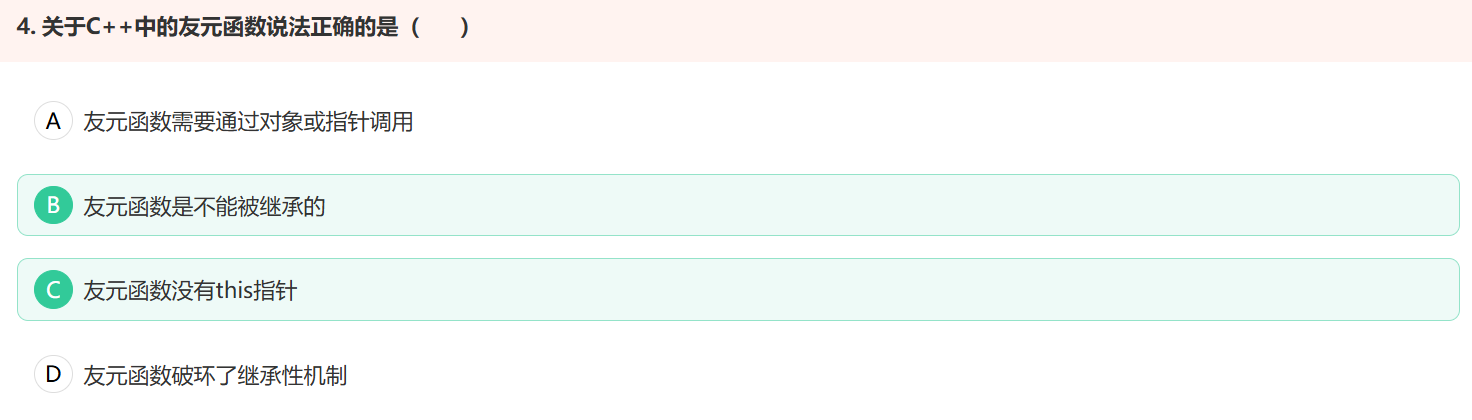 4. 关于C++中的友元函数说法正确的是（  ）
A 友元函数需要通过对象或指针调用
B 友元函数是不能被继承的
C 友元函数没有this指针
D 友元函数破环了继承性机制